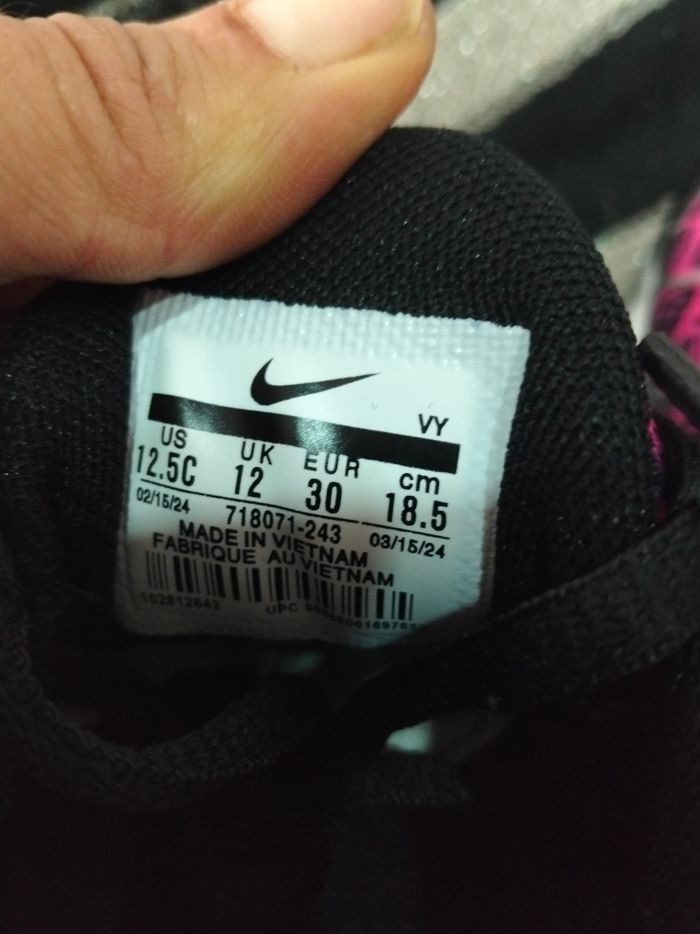 VY
US UK EUR cm
12.5C 12 30 18.5
02/15/24 718071-243 03/15/24
MADE IN VIETNAM
FABRIQUE AU VIETNAM
UPC